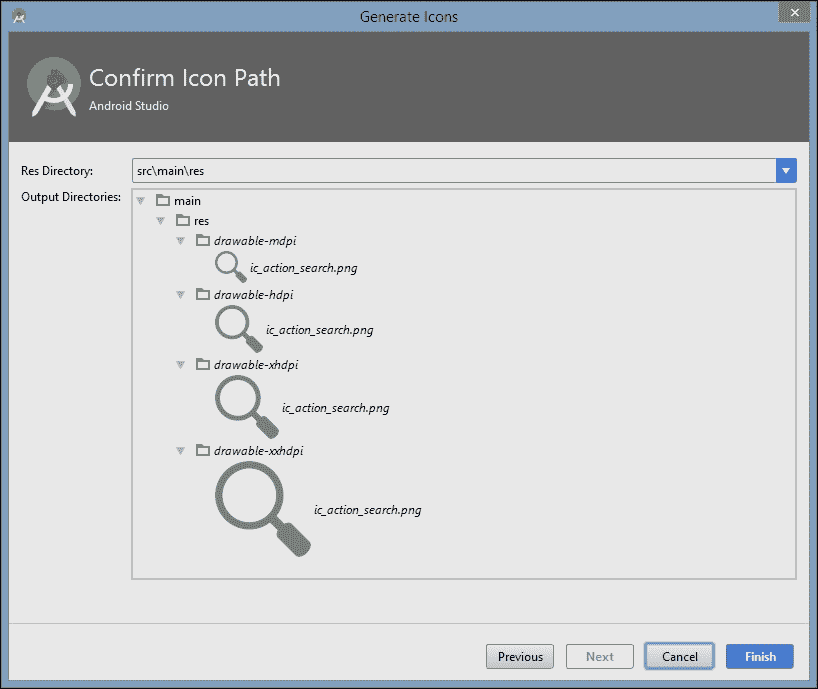 Generate Icons
Confirm Icon Path
Android Studio
Res Directory: src\main\res
Output Directories:
main
res
drawable-mdpi
ic_action_search.png
drawable-hdpi
ic_action_search.png
drawable-xhdpi
ic_action_search.png
drawable-xxhdpi
ic_action_search.png
Previous Next Cancel Finish